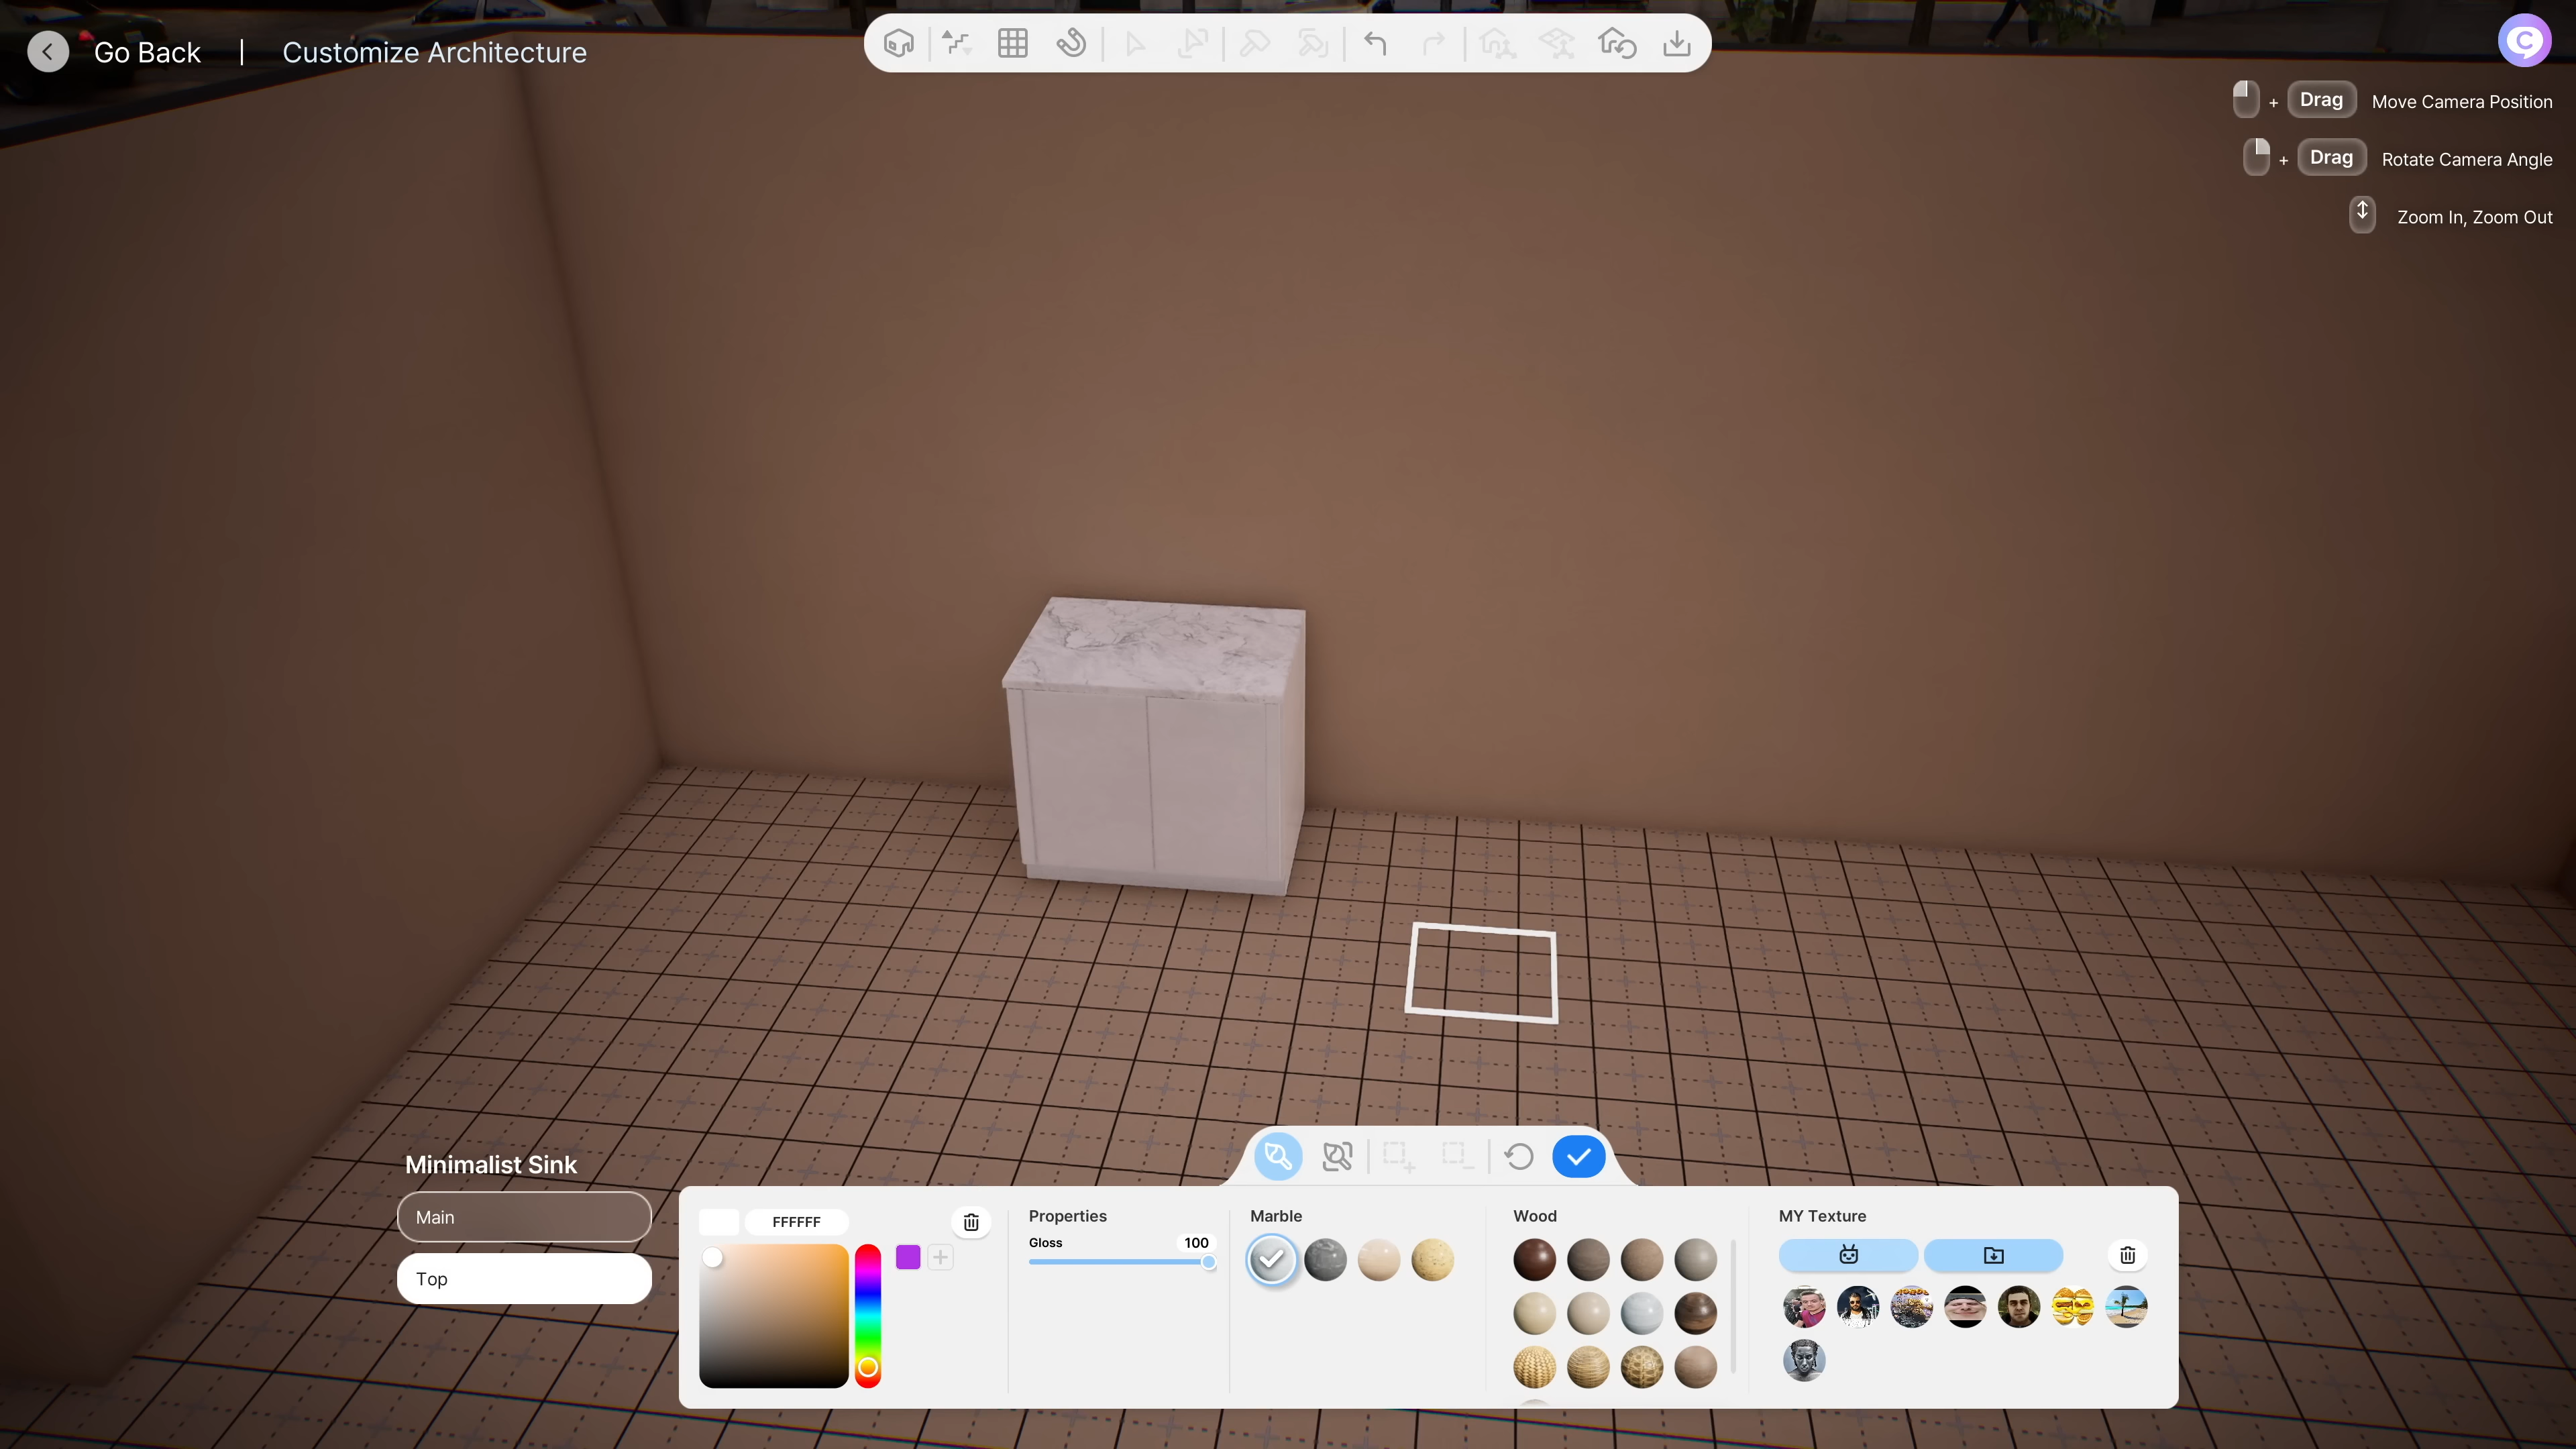 Go Back | Customize Architecture
+ Drag Move Camera Position
+ Drag Rotate Camera Angle
Zoom In, Zoom Out
Minimalist Sink
Main
Top
FFFFFF
Properties
Gloss 100
Marble
Wood
MY Texture